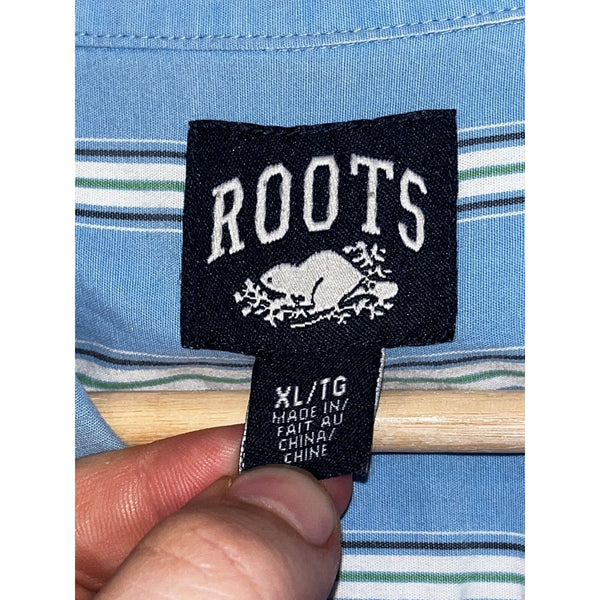 ROOTS
XL/TG
MADE IN/
FAIT AU
CHINA/
CHINE